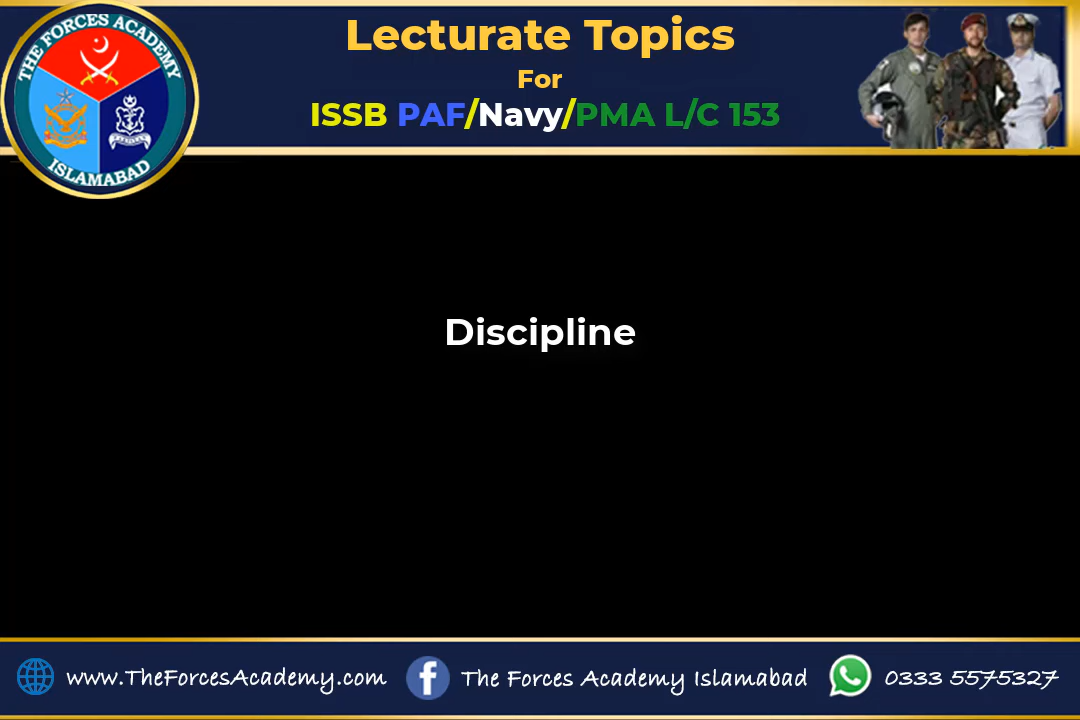 THE FORCES ACADEMY
ISLAMABAD
Lecturate Topics
For
ISSB PAF/Navy/PMA L/C 153
Discipline
www.TheForcesAcademy.com
The Forces Academy Islamabad
0333 5575327